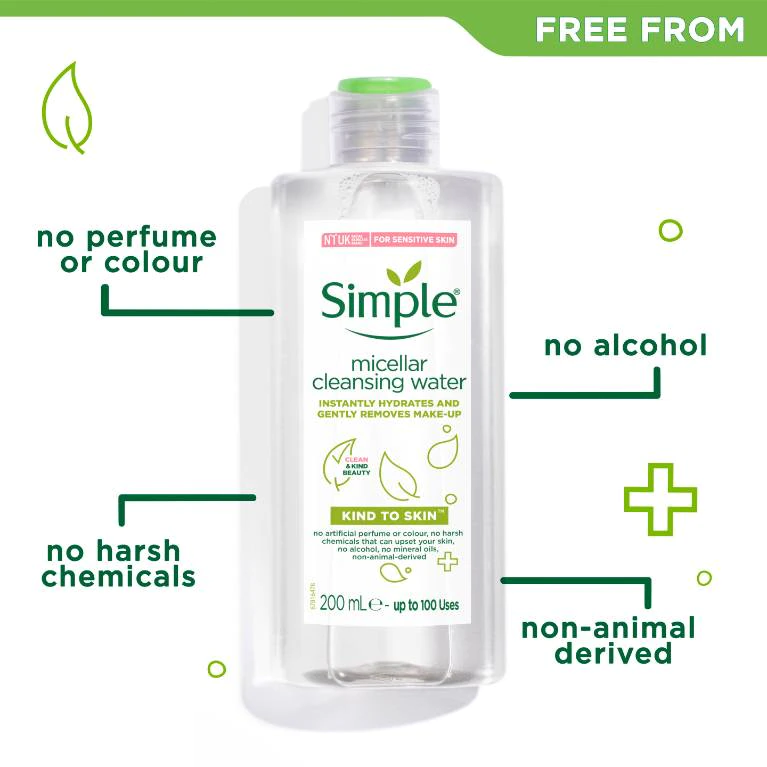 FREE FROM
no perfume
or colour
N°1 UK FOR SENSITIVE SKIN
Simple®
micellar
cleansing water
INSTANTLY HYDRATES AND
GENTLY REMOVES MAKE-UP
CLEAN
& KIND
BEAUTY
KIND TO SKIN™
no artificial perfume or colour, no harsh
chemicals that can upset your skin,
no alcohol, no mineral oils,
non-animal-derived
200 mL℮ - up to 100 Uses
no alcohol
no harsh
chemicals
non-animal
derived